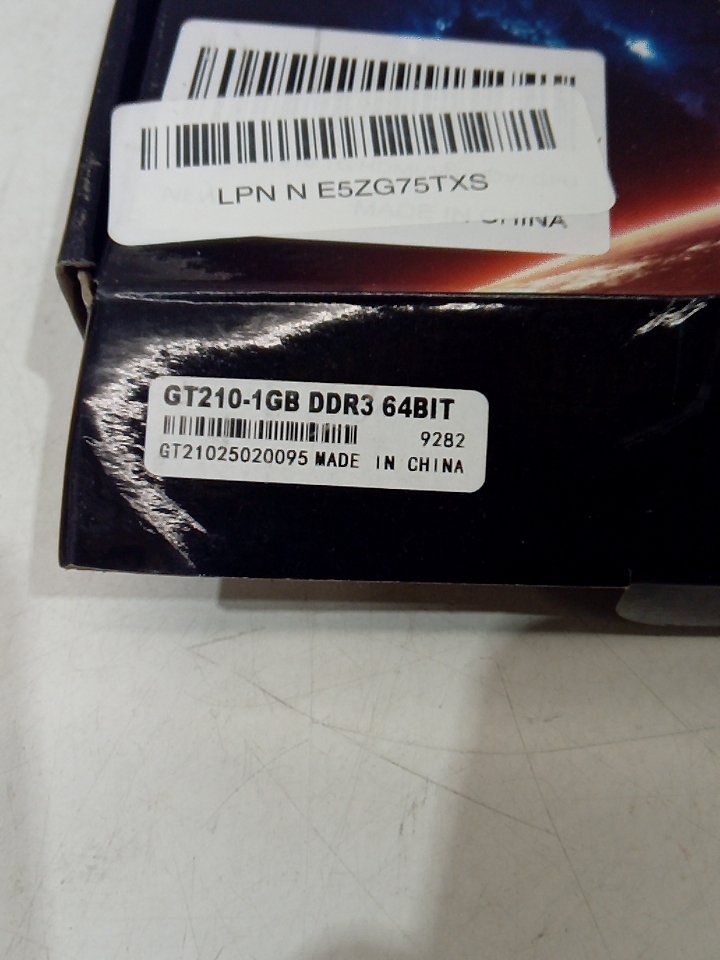 LPN N E5ZG75TXS
MADE IN CHINA
GT210-1GB DDR3 64BIT
9282
GT21025020095 MADE IN CHINA